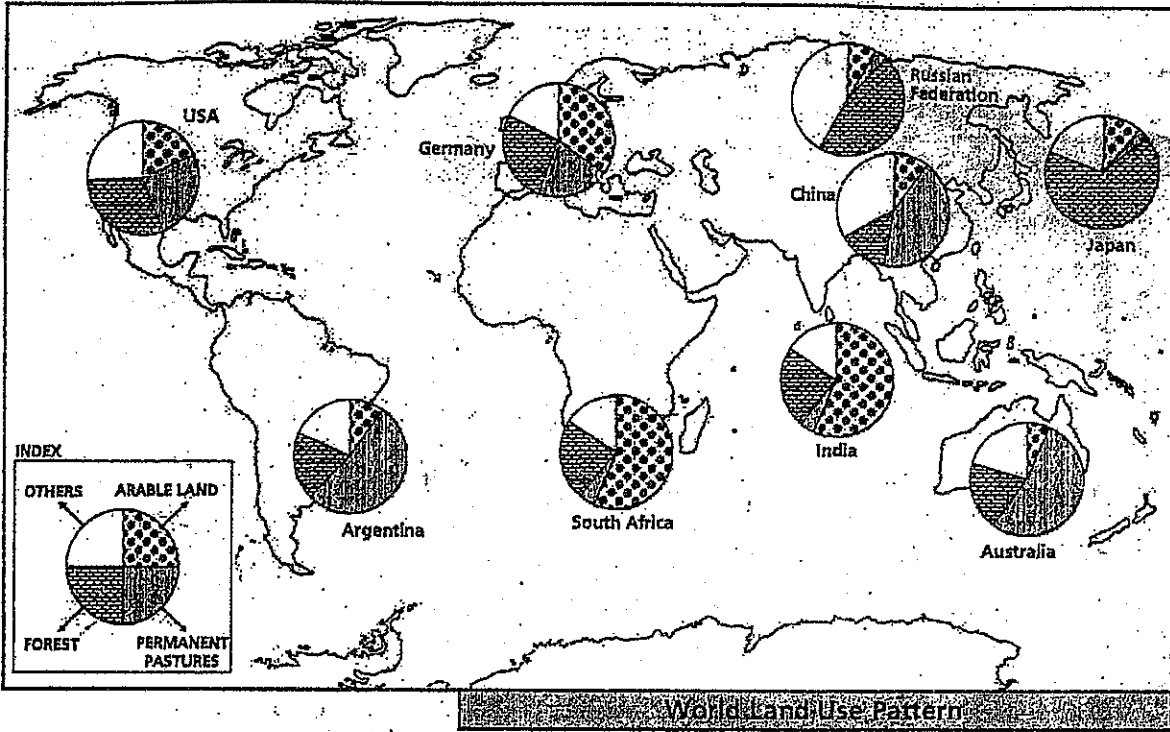 USA
Germany
Russian
Federation
China
Japan
India
Argentina
South Africa
Australia
INDEX
OTHERS
ARABLE LAND
FOREST
PERMANENT
PASTURES
World Land Use Pattern